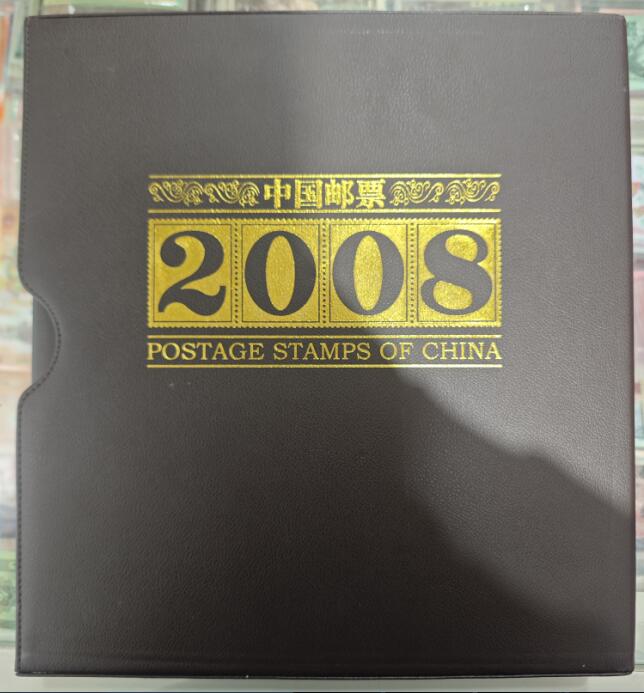 中国邮票
2008
POSTAGE STAMPS OF CHINA